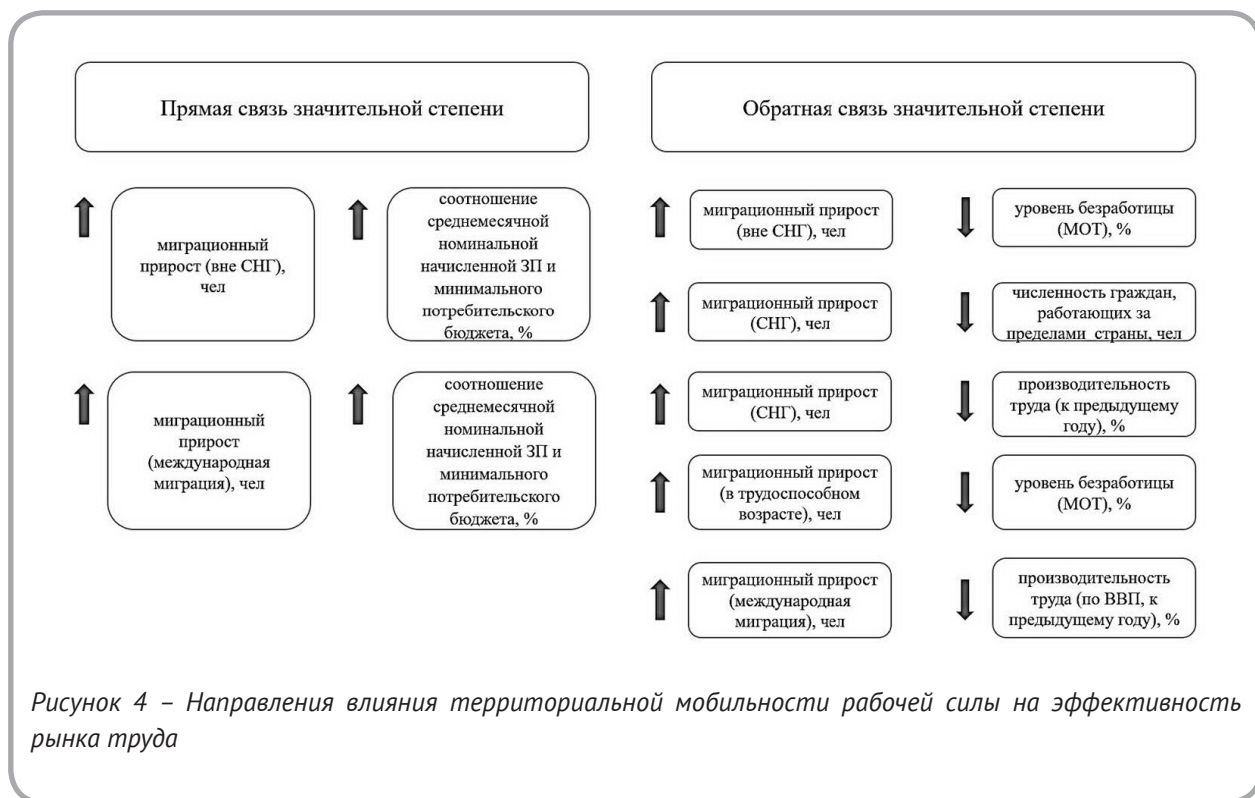 Прямая связь значительной степени
Обратная связь значительной степени
миграционный
прирост (вне СНГ),
чел
соотношение
среднемесячной
номинальной
начисленной ЗП и
минимального
потребительского
бюджета, %
миграционный
прирост
(международная
миграция), чел
соотношение
среднемесячной
номинальной
начисленной ЗП и
минимального
потребительского
бюджета, %
миграционный прирост
(вне СНГ), чел
уровень безработицы
(МОТ), %
миграционный прирост
(СНГ), чел
численность граждан,
работающих за
пределами страны, чел
миграционный прирост
(СНГ), чел
производительность
труда (к предыдущему
году), %
миграционный прирост
(в трудоспособном
возрасте), чел
уровень безработицы
(МОТ), %
миграционный прирост
(международная
миграция), чел
производительность
труда (по ВВП, к
предыдущему году), %
Рисунок 4 – Направления влияния территориальной мобильности рабочей силы на эффективность
рынка труда